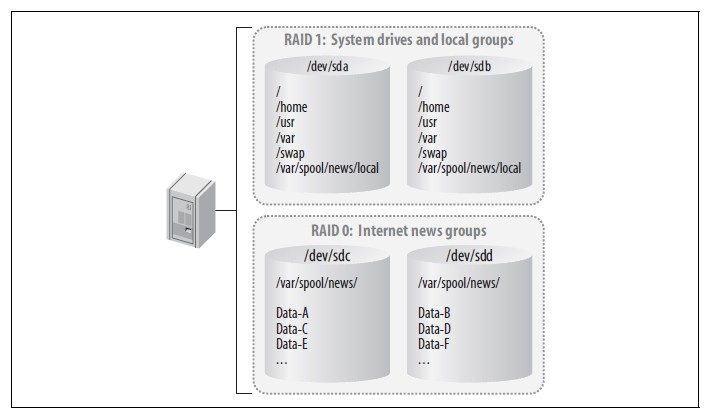 RAID 1: System drives and local groups
/dev/sda
/
/home
/usr
/var
/swap
/var/spool/news/local
/dev/sdb
/
/home
/usr
/var
/swap
/var/spool/news/local
RAID 0: Internet news groups
/dev/sdc
/var/spool/news/
Data-A
Data-C
Data-E
...
/dev/sdd
/var/spool/news/
Data-B
Data-D
Data-F
...